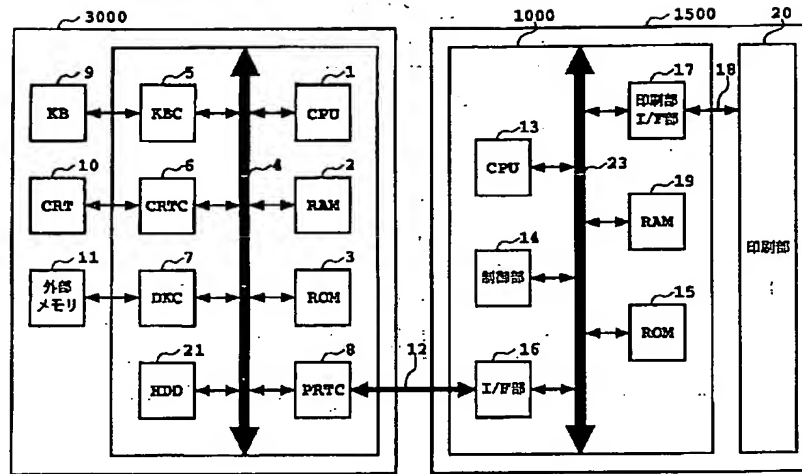 3000
1000
1500
20
9
KB
5
KBC
1
CPU
10
CRT
6
CRTC
4
2
RAM
11
外部
メモリ
7
DKC
3
ROM
21
HDD
8
PRTC
12
13
CPU
23
17
印刷部
I/F部
18
14
制御部
19
RAM
15
ROM
16
I/F部
印刷部